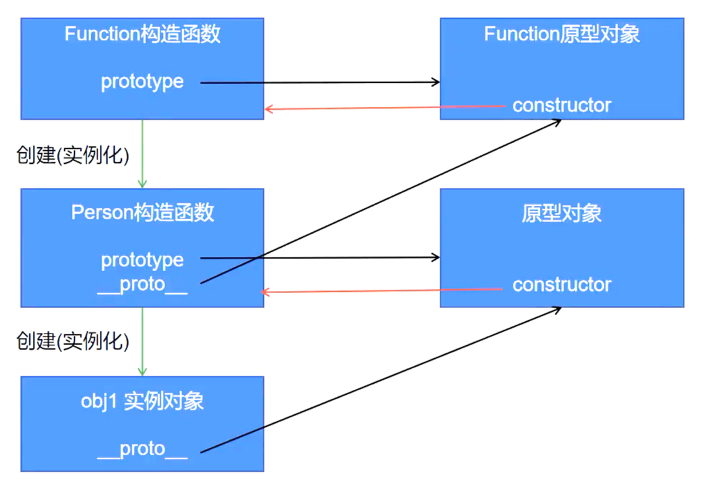 Function构造函数
prototype
Function原型对象
constructor
创建(实例化)
Person构造函数
prototype
__proto__
原型对象
constructor
创建(实例化)
obj1 实例对象
__proto__